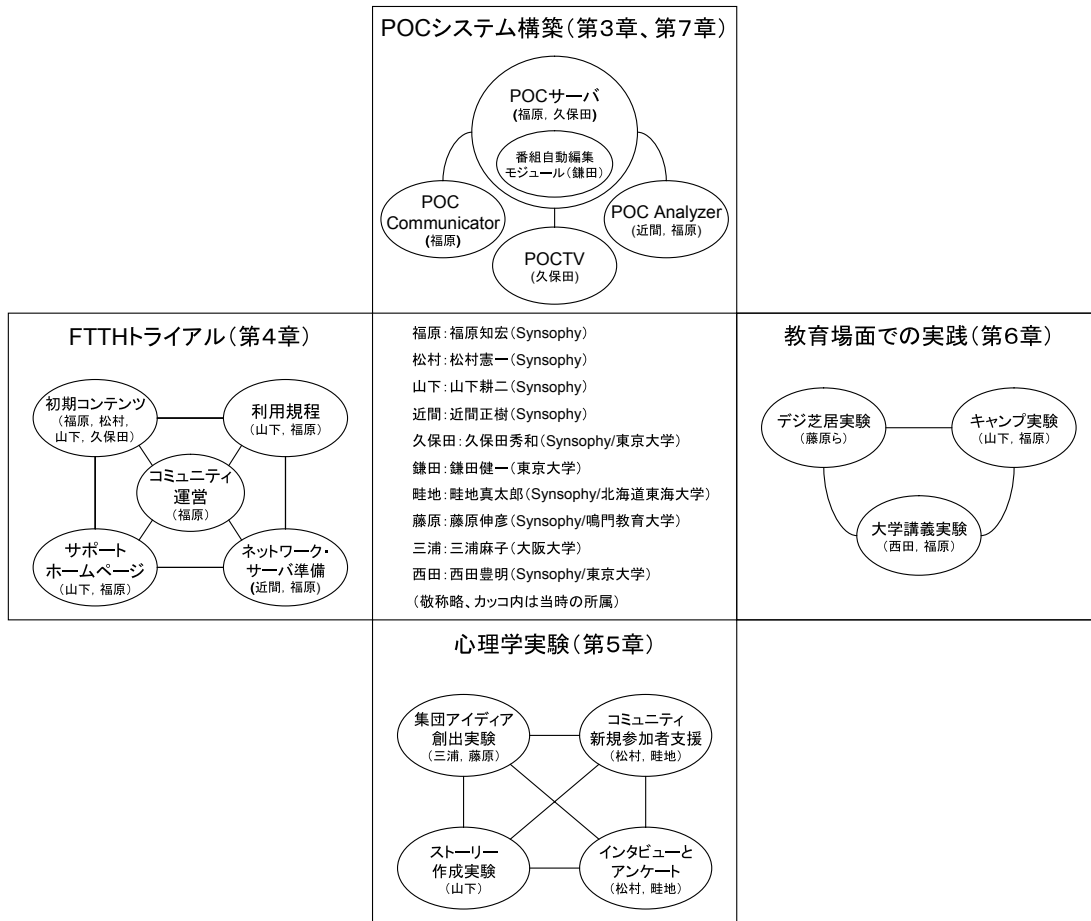 POCシステム構築(第3章、第7章)
POCサーバ
(福原, 久保田)
番組自動編集
モジュール(鎌田)
POC
Communicator
(福原)
POC Analyzer
(近間, 福原)
POCTV
(久保田)
FTTHトライアル(第4章)
初期コンテンツ
(福原, 松村,
山下, 久保田)
利用規程
(山下, 福原)
コミュニティ
運営
(福原)
サポート
ホームページ
(山下, 福原)
ネットワーク・
サーバ準備
(近間, 福原)
福原:福原知宏(Synsophy)
松村:松村憲一(Synsophy)
山下:山下耕二(Synsophy)
近間:近間正樹(Synsophy)
久保田:久保田秀和(Synsophy/東京大学)
鎌田:鎌田健一(東京大学)
畦地:畦地真太郎(Synsophy/北海道東海大学)
藤原:藤原伸彦(Synsophy/鳴門教育大学)
三浦:三浦麻子(大阪大学)
西田:西田豊明(Synsophy/東京大学)
(敬称略、カッコ内は当時の所属)
教育場面での実践(第6章)
デジ芝居実験
(藤原ら)
キャンプ実験
(山下, 福原)
大学講義実験
(西田, 福原)
心理学実験(第5章)
集団アイディア
創出実験
(三浦, 藤原)
コミュニティ
新規参加者支援
(松村, 畦地)
ストーリー
作成実験
(山下)
インタビューと
アンケート
(松村, 畦地)